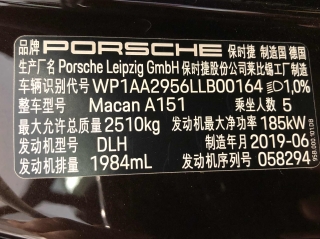 品牌 PORSCHE 保时捷 制造国 德国
生产厂名 Porsche Leipzig GmbH 保时捷股份公司莱比锡工厂制造
车辆识别代号 WP1AA2956LLB00164 1,0%
整车型号 Macan A151 乘坐人数 5
最大允许总质量 2510kg 发动机最大净功率 185kW
发动机型号 DLH 制造年月 2019-06
发动机排量 1984mL 发动机序列号 058294